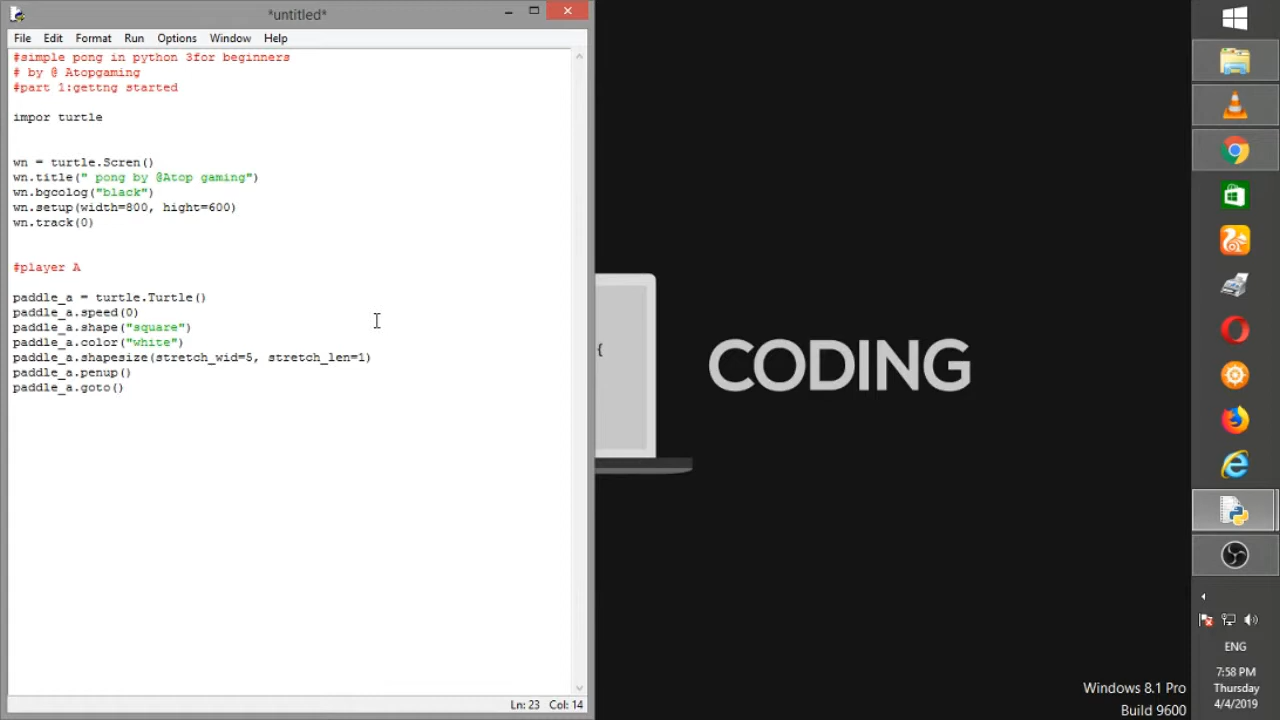 *untitled*
File Edit Format Run Options Window Help
#simple pong in python 3for beginners
# by @ Atopgaming
#part 1:gettng started
impor turtle
wn = turtle.Scren()
wn.title(" pong by @Atop gaming")
wn.bgcolog("black")
wn.setup(width=800, hight=600)
wn.track(0)
#player A
paddle_a = turtle.Turtle()
paddle_a.speed(0)
paddle_a.shape("square")
paddle_a.color("white")
paddle_a.shapesize(stretch_wid=5, stretch_len=1)
paddle_a.penup()
paddle_a.goto()
Ln: 23 Col: 14
{
CODING
Windows 8.1 Pro
Build 9600
ENG
7:58 PM
Thursday
4/4/2019